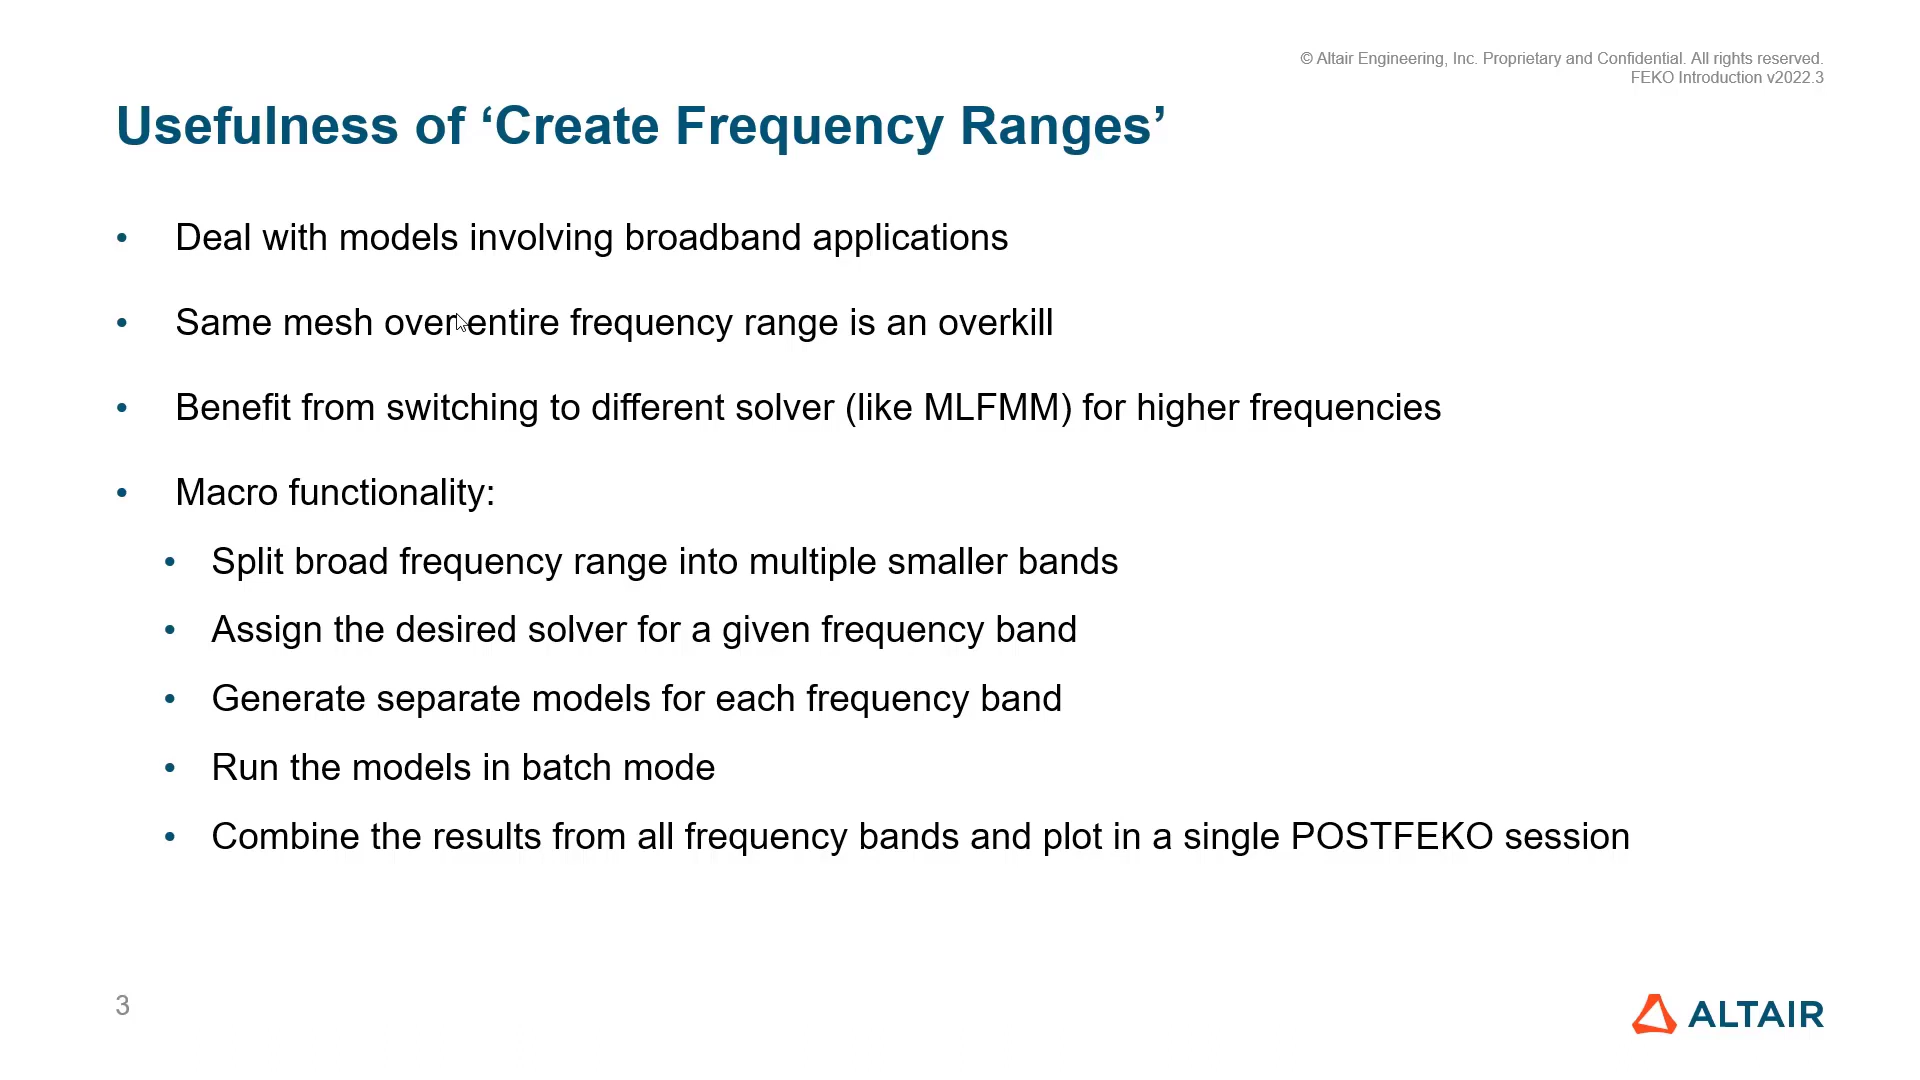 © Altair Engineering, Inc. Proprietary and Confidential. All rights reserved.
FEKO Introduction v2022.3
Usefulness of ‘Create Frequency Ranges’
• Deal with models involving broadband applications
• Same mesh over entire frequency range is an overkill
• Benefit from switching to different solver (like MLFMM) for higher frequencies
• Macro functionality:
• Split broad frequency range into multiple smaller bands
• Assign the desired solver for a given frequency band
• Generate separate models for each frequency band
• Run the models in batch mode
• Combine the results from all frequency bands and plot in a single POSTFEKO session
3
ALTAIR